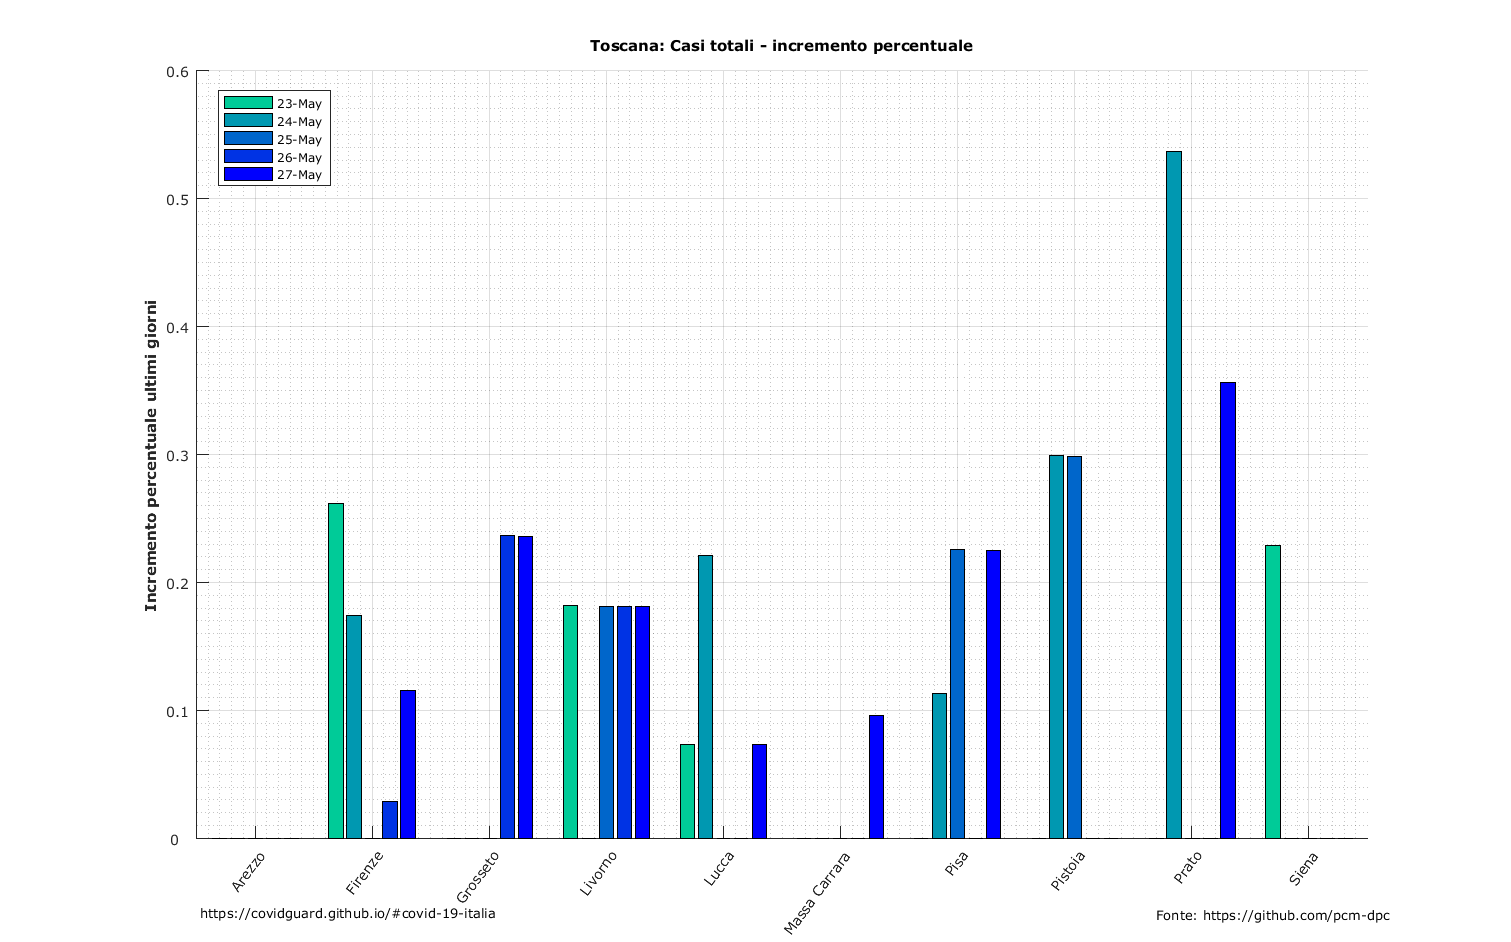 Toscana: Casi totali - incremento percentuale
Incremento percentuale ultimi giorni
0.6
0.5
0.4
0.3
0.2
0.1
0
23-May
24-May
25-May
26-May
27-May
Arezzo
Firenze
Grosseto
Livorno
Lucca
Massa Carrara
Pisa
Pistoia
Prato
Siena
https://covidguard.github.io/#covid-19-italia
Fonte: https://github.com/pcm-dpc